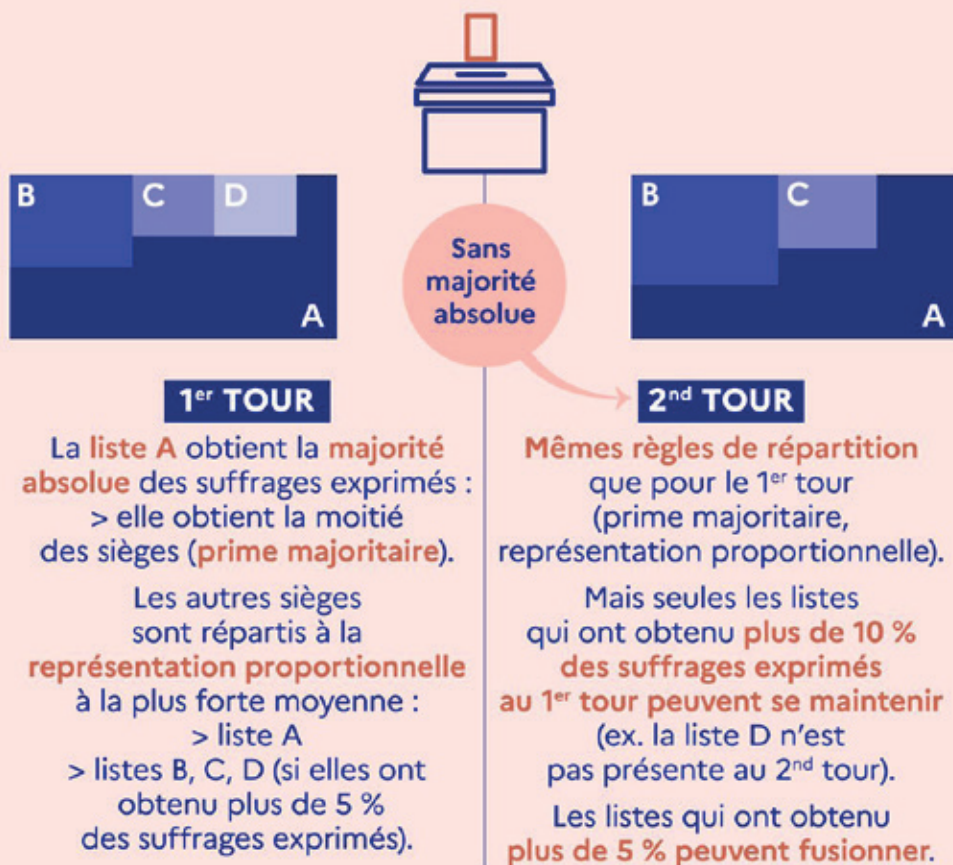 B
C
D
A
1er TOUR
La liste A obtient la majorité
absolue des suffrages exprimés :
> elle obtient la moitié
des sièges (prime majoritaire).
Les autres sièges
sont répartis à la
représentation proportionnelle
à la plus forte moyenne :
> liste A
> listes B, C, D (si elles ont
obtenu plus de 5 %
des suffrages exprimés).
Sans
majorité
absolue
B
C
A
2nd TOUR
Mêmes règles de répartition
que pour le 1er tour
(prime majoritaire,
représentation proportionnelle).
Mais seules les listes
qui ont obtenu plus de 10 %
des suffrages exprimés
au 1er tour peuvent se maintenir
(ex. la liste D n'est
pas présente au 2nd tour).
Les listes qui ont obtenu
plus de 5 % peuvent fusionner.